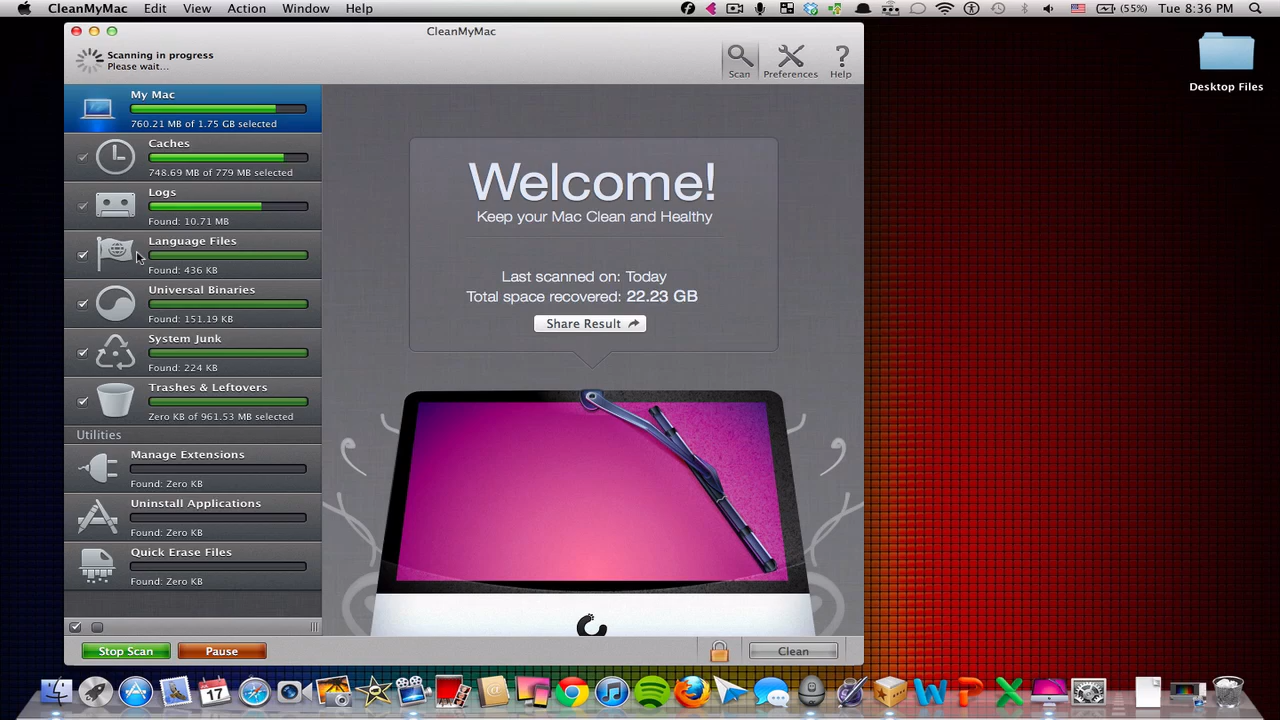 CleanMyMac Edit View Action Window Help
(55%) Tue 8:36 PM
CleanMyMac
Scanning in progress
Please wait...
Scan Preferences Help
Desktop Files
My Mac
760.21 MB of 1.75 GB selected
Caches
748.69 MB of 779 MB selected
Logs
Found: 10.71 MB
Language Files
Found: 436 KB
Universal Binaries
Found: 151.19 KB
System Junk
Found: 224 KB
Trashes & Leftovers
Zero KB of 961.53 MB selected
Utilities
Manage Extensions
Found: Zero KB
Uninstall Applications
Found: Zero KB
Quick Erase Files
Found: Zero KB
Welcome!
Keep your Mac Clean and Healthy
Last scanned on: Today
Total space recovered: 22.23 GB
Share Result
Stop Scan Pause Clean
17